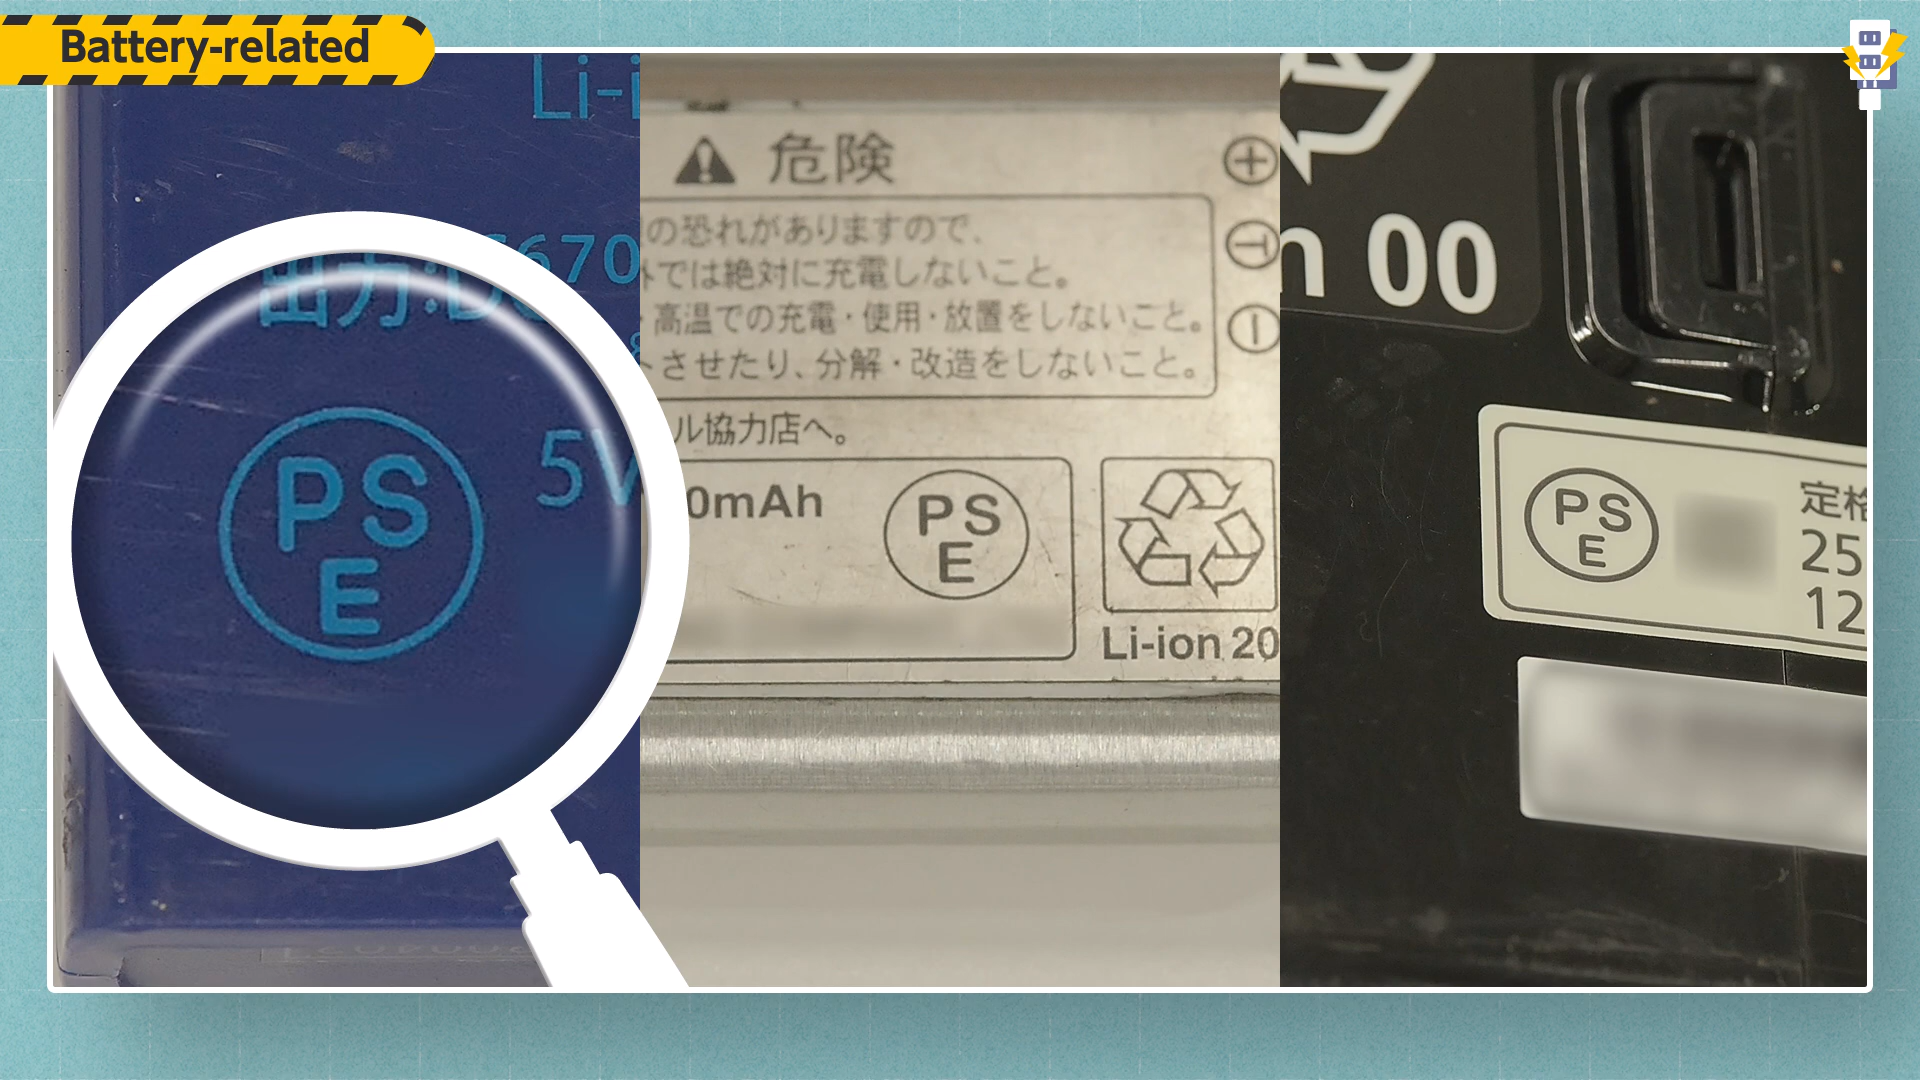 Battery-related
Li-i
出力:DC
670
5V
PS
E
危険
の恐れがありますので、
外では絶対に充電しないこと。
高温での充電・使用・放置をしないこと。
トさせたり、分解・改造をしないこと。
ル協力店へ。
0mAh
PS
E
Li-ion 20
n 00
PS
E
定格
25
12